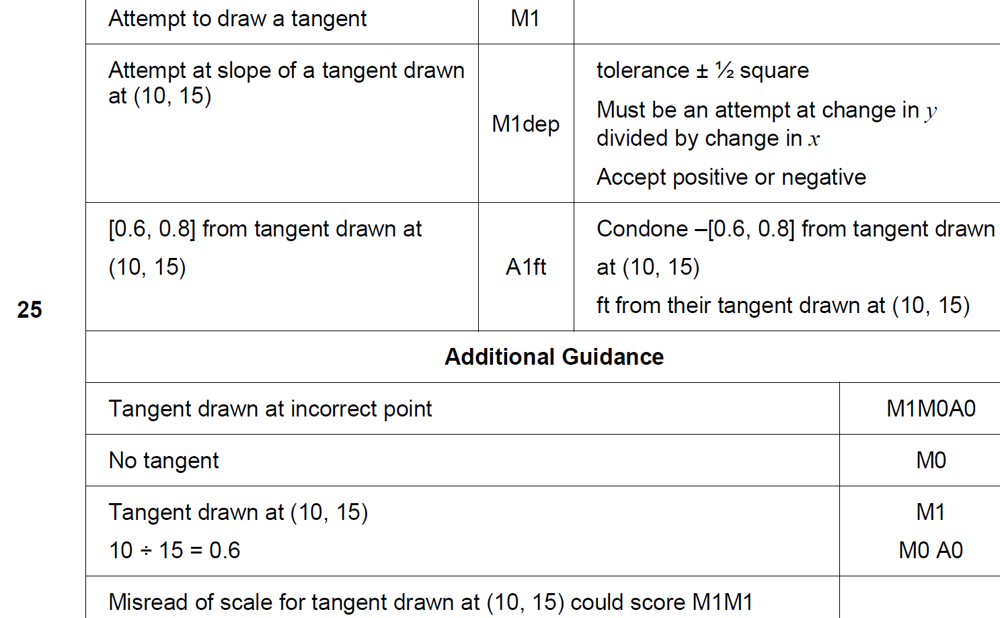 Attempt to draw a tangent M1
Attempt at slope of a tangent drawn
at (10, 15)
M1dep
tolerance ± ½ square
Must be an attempt at change in y
divided by change in x
Accept positive or negative
[0.6, 0.8] from tangent drawn at
(10, 15)
A1ft
Condone –[0.6, 0.8] from tangent drawn
at (10, 15)
ft from their tangent drawn at (10, 15)
25
Additional Guidance
Tangent drawn at incorrect point M1M0A0
No tangent M0
Tangent drawn at (10, 15) M1
10 ÷ 15 = 0.6 M0 A0
Misread of scale for tangent drawn at (10, 15) could score M1M1